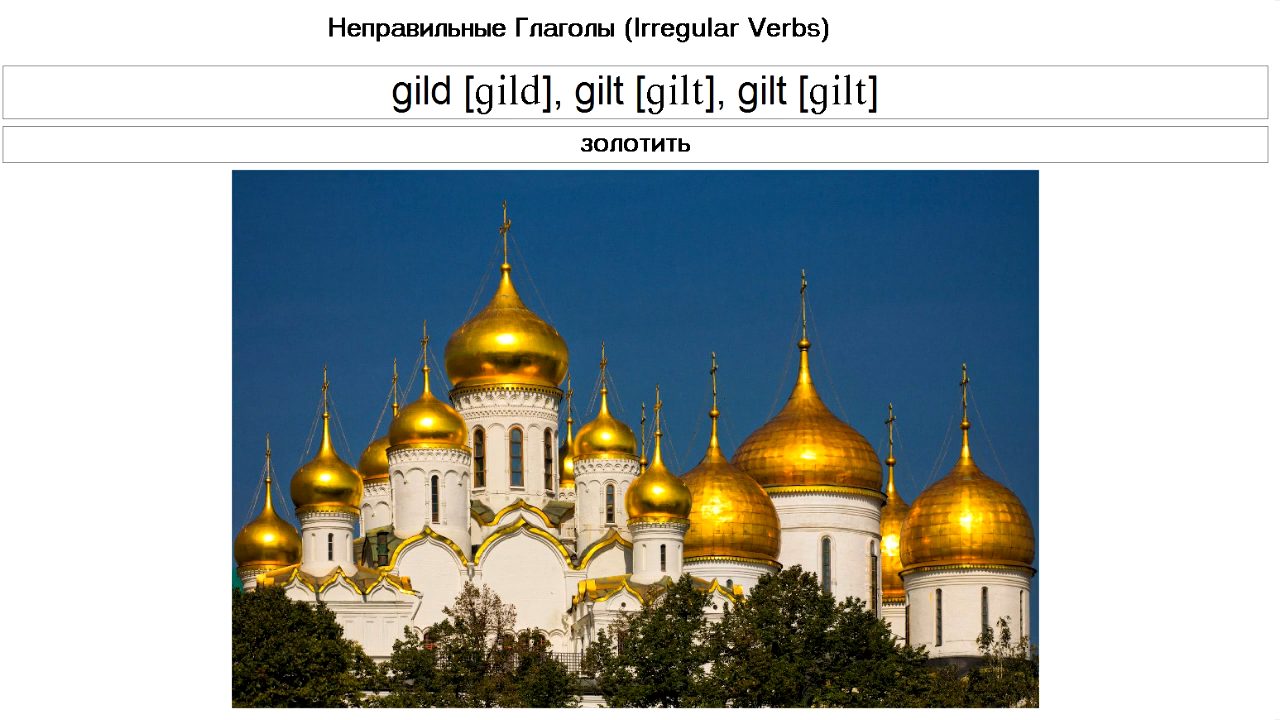 Неправильные Глаголы (Irregular Verbs)
gild [gild], gilt [gilt], gilt [gilt]
золотить